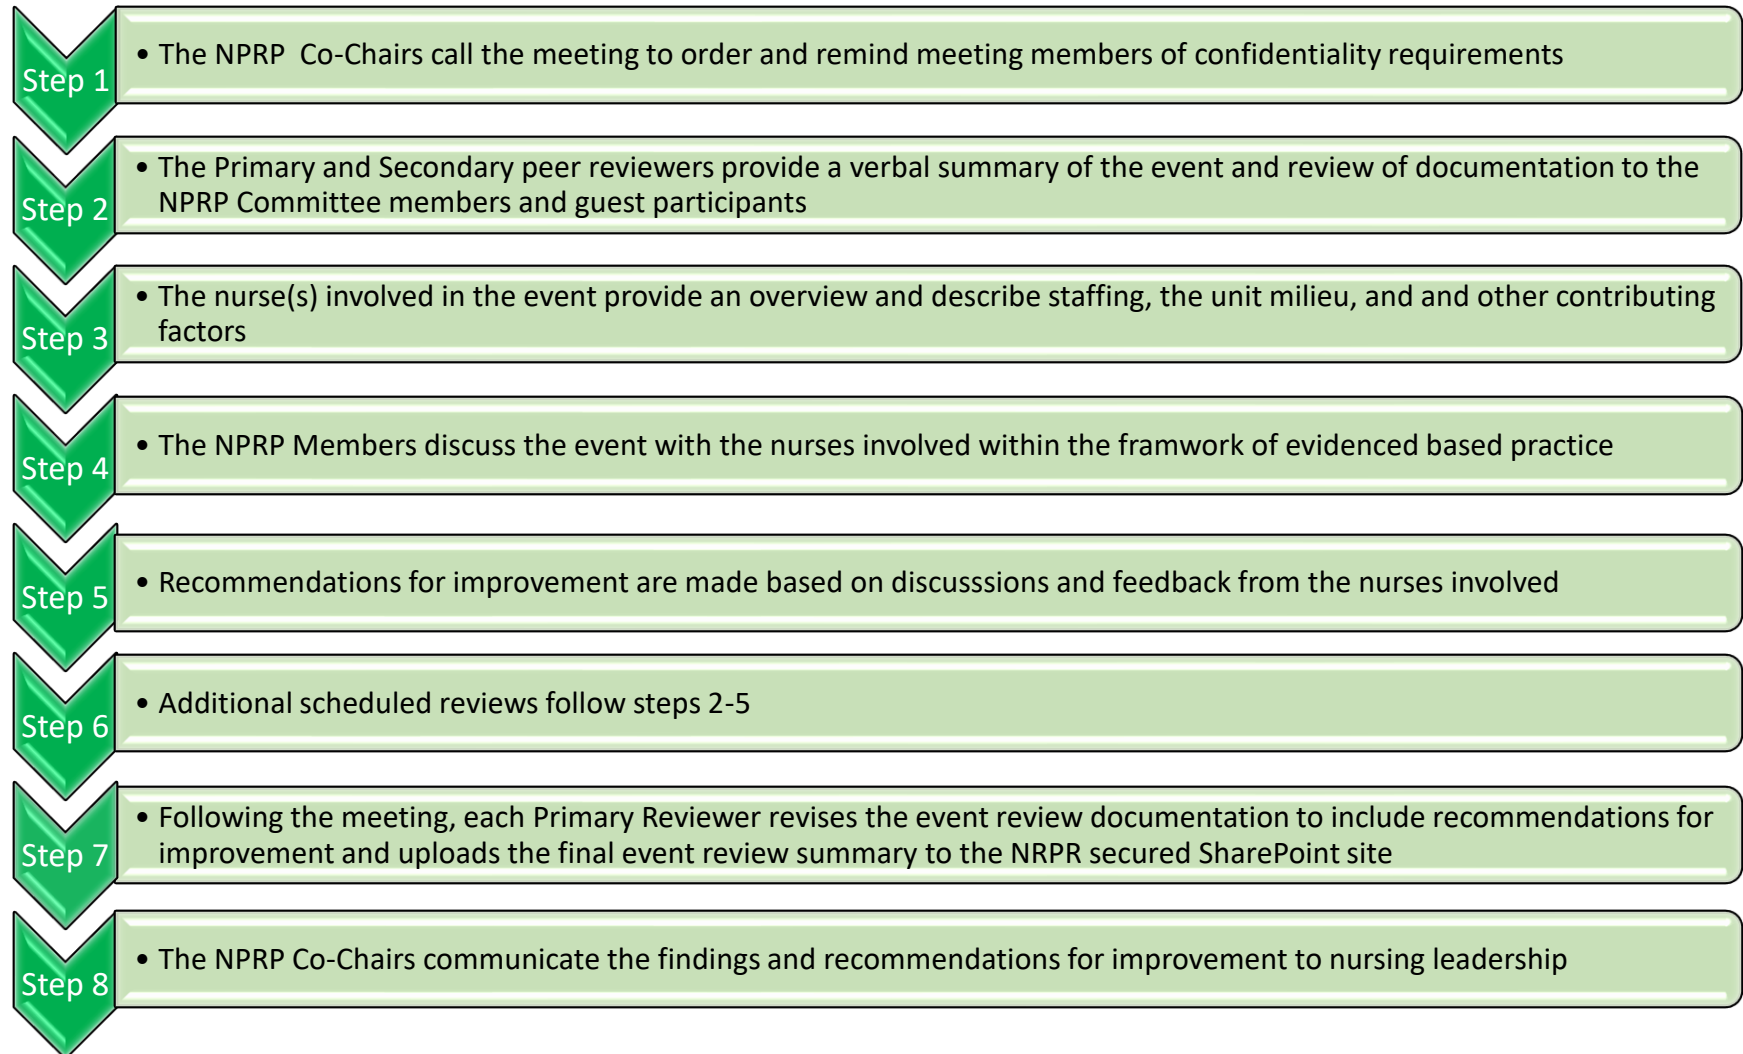 Step 1
• The NPRP  Co-Chairs call the meeting to order and remind meeting members of confidentiality requirements
Step 2
• The Primary and Secondary peer reviewers provide a verbal summary of the event and review of documentation to the
NPRP Committee members and guest participants
Step 3
• The nurse(s) involved in the event provide an overview and describe staffing, the unit milieu, and and other contributing
factors
Step 4
• The NPRP Members discuss the event with the nurses involved within the framwork of evidenced based practice
Step 5
• Recommendations for improvement are made based on discusssions and feedback from the nurses involved
Step 6
• Additional scheduled reviews follow steps 2-5
Step 7
• Following the meeting, each Primary Reviewer revises the event review documentation to include recommendations for
improvement and uploads the final event review summary to the NRPR secured SharePoint site
Step 8
• The NPRP Co-Chairs communicate the findings and recommendations for improvement to nursing leadership